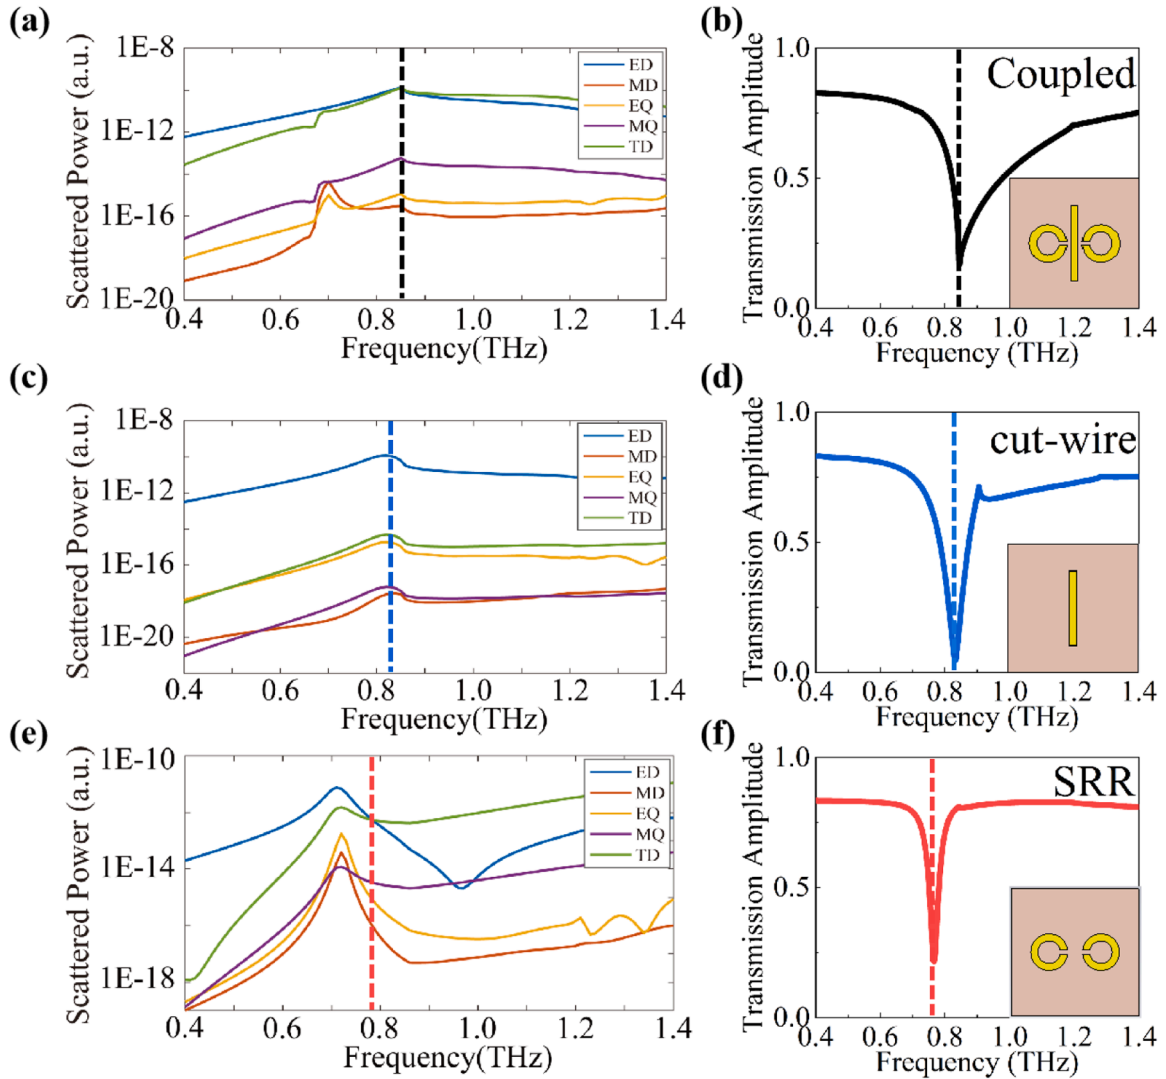 (a)
Scattered Power (a.u.)
1E-8
1E-12
1E-16
1E-20
ED
MD
EQ
MQ
TD
0.4 0.6 0.8 1.0 1.2 1.4
Frequency(THz)
(b)
Transmission Amplitude
1.0
0.5
0.0
Coupled
0.4 0.6 0.8 1.0 1.2 1.4
Frequency (THz)
(c)
Scattered Power (a.u.)
1E-8
1E-12
1E-16
1E-20
ED
MD
EQ
MQ
TD
0.4 0.6 0.8 1.0 1.2 1.4
Frequency(THz)
(d)
Transmission Amplitude
1.0
0.5
0.0
cut-wire
0.4 0.6 0.8 1.0 1.2 1.4
Frequency (THz)
(e)
Scattered Power (a.u.)
1E-10
1E-14
1E-18
ED
MD
EQ
MQ
TD
0.4 0.6 0.8 1.0 1.2 1.4
Frequency(THz)
(f)
Transmission Amplitude
1.0
0.5
0.0
SRR
0.4 0.6 0.8 1.0 1.2 1.4
Frequency (THz)